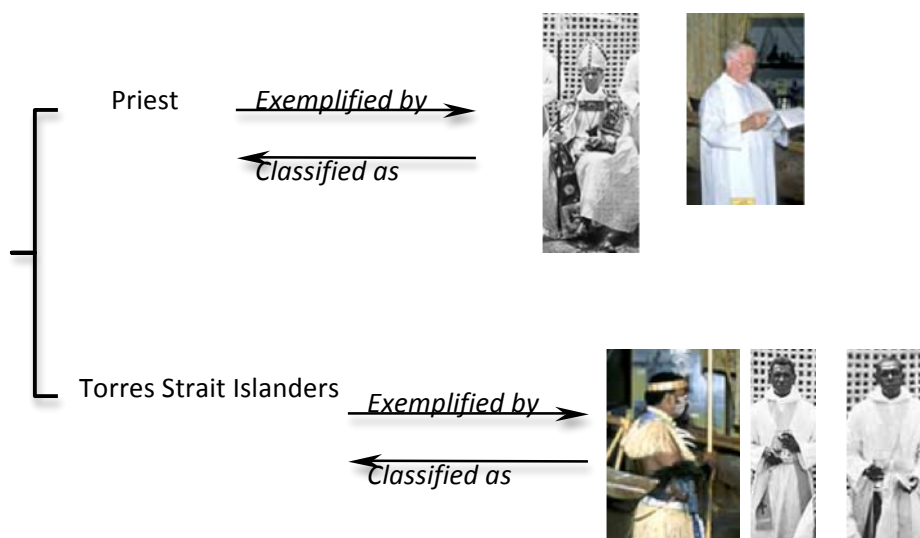 Priest
Exemplified by
Classified as
Torres Strait Islanders
Exemplified by
Classified as